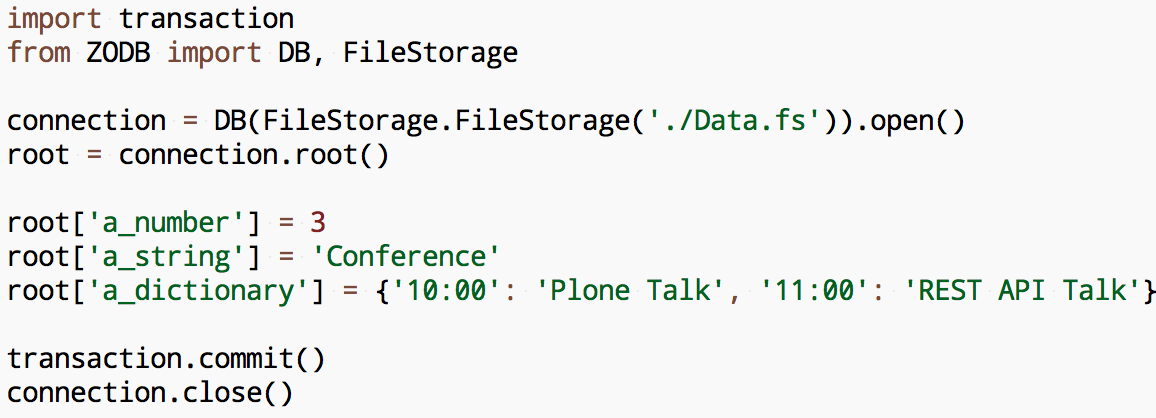 import transaction
from ZODB import DB, FileStorage
connection = DB(FileStorage.FileStorage('./Data.fs')).open()
root = connection.root()
root['a_number'] = 3
root['a_string'] = 'Conference'
root['a_dictionary'] = {'10:00': 'Plone Talk', '11:00': 'REST API Talk'}
transaction.commit()
connection.close()